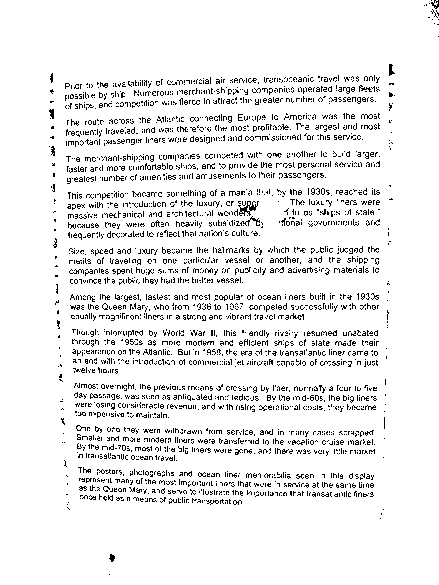 Prior to the availability of commercial air service, transoceanic travel was only
possible by ship. Numerous merchant-shipping companies operated large fleets
of ships, and competition was fierce to attract the greater number of passengers.
The route across the Atlantic connecting Europe to America was the most
frequently traveled, and was therefore the most profitable. The largest and most
important passenger liners were designed and commissioned for this service.
The merchant-shipping companies competed with one another to build larger,
faster and more comfortable ships, and to provide the most personal service and
greatest number of amenities and amusements to their passengers.
This competition became something of a mania that, by the 1930s, reached its
apex with the introduction of the luxury, or super The luxury liners were
massive mechanical and architectural wonders to as "ships of state"
because they were often heavily subsidized by governments and
frequently decorated to reflect that nation's culture.
Size, speed and luxury became the hallmarks by which the public judged the
merits of traveling on one particular vessel or another, and the shipping
companies spent huge sums of money on publicity and advertising materials to
convince the public they had the better vessel.
Among the largest, fastest and most popular of ocean liners built in the 1930s
was the Queen Mary, who from 1936 to 1967, competed successfully with other
equally magnificent liners in a strong and vibrant travel market.
Though interrupted by World War II, this friendly rivalry resumed unabated
through the 1950s as more modern and efficient ships of state made their
appearance on the Atlantic. But in 1958, the era of the transatlantic liner came to
an end with the introduction of commercial jet aircraft capable of crossing in just
twelve hours.
Almost overnight, the previous means of crossing by liner, normally a four to five
day passage, was seen as antiquated and tedious. By the mid-60s, the big liners
were losing considerable revenue, and with rising operational costs, they became
too expensive to maintain.
One by one they were withdrawn from service, and in many cases scrapped.
Smaller and more modern liners were transferred to the vacation cruise market.
By the mid-70s, most of the big liners were gone, and there was very little market
in transatlantic ocean travel.
The posters, photographs and ocean liner memorabilia seen in this display
represent many of the most important liners that were in service at the same time
as the Queen Mary, and serve to illustrate the importance that transatlantic liners
once held as a means of public transportation.